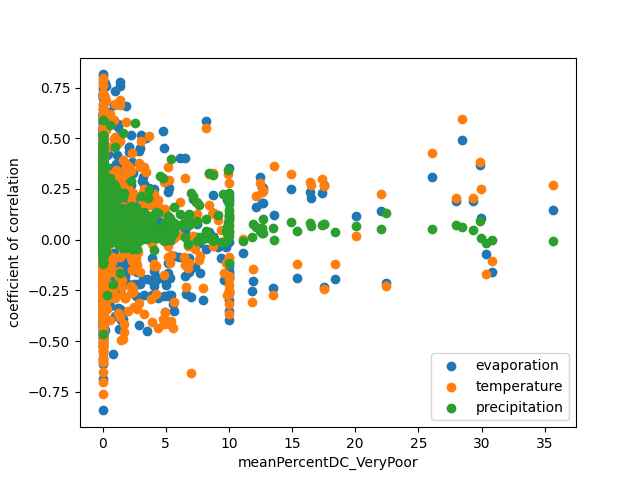 0.75
0.50
0.25
0.00
−0.25
−0.50
−0.75
coefficient of correlation
evaporation
temperature
precipitation
0 5 10 15 20 25 30 35
meanPercentDC_VeryPoor